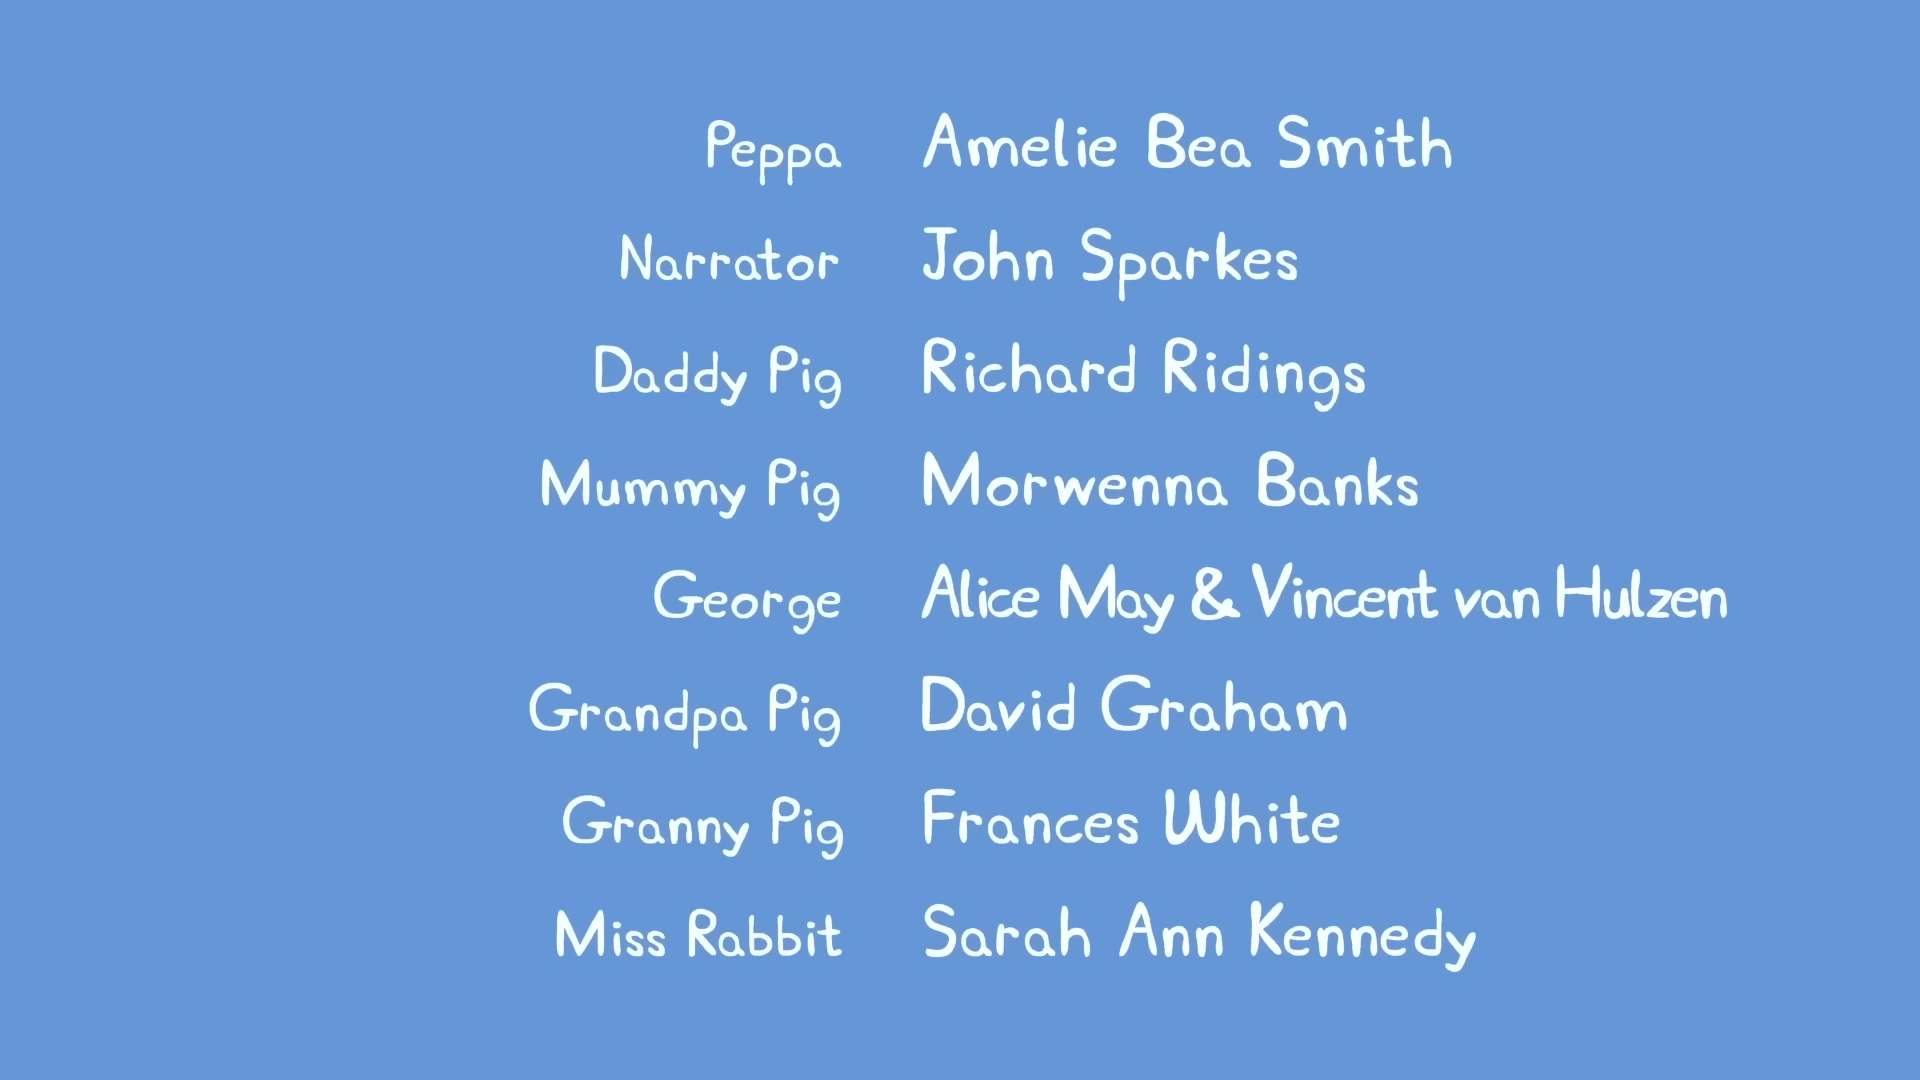 Peppa Amelie Bea Smith
Narrator John Sparkes
Daddy Pig Richard Ridings
Mummy Pig Morwenna Banks
George Alice May & Vincent van Hulzen
Grandpa Pig David Graham
Granny Pig Frances White
Miss Rabbit Sarah Ann Kennedy